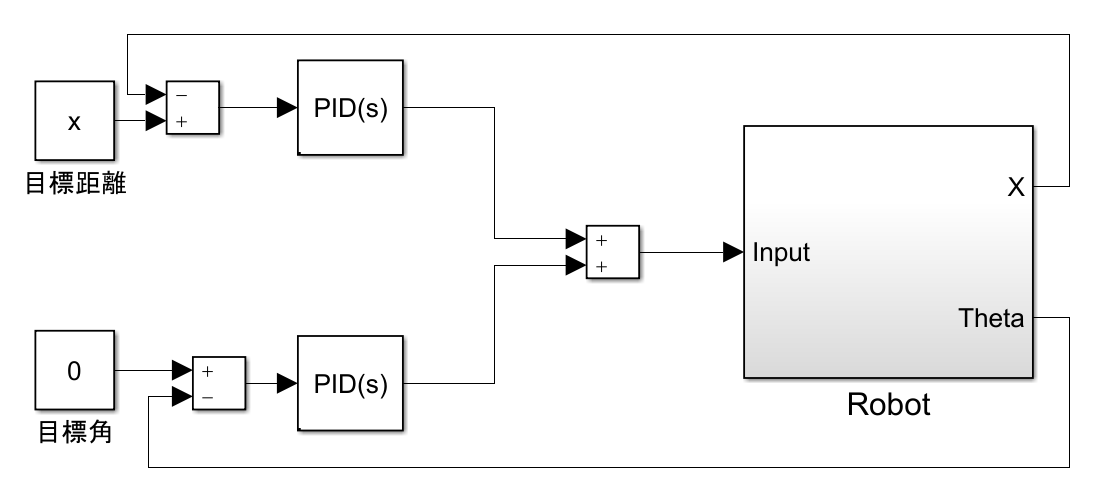 x
目標距離
−
+
PID(s)
+
+
Input
X
Theta
Robot
0
目標角
+
−
PID(s)